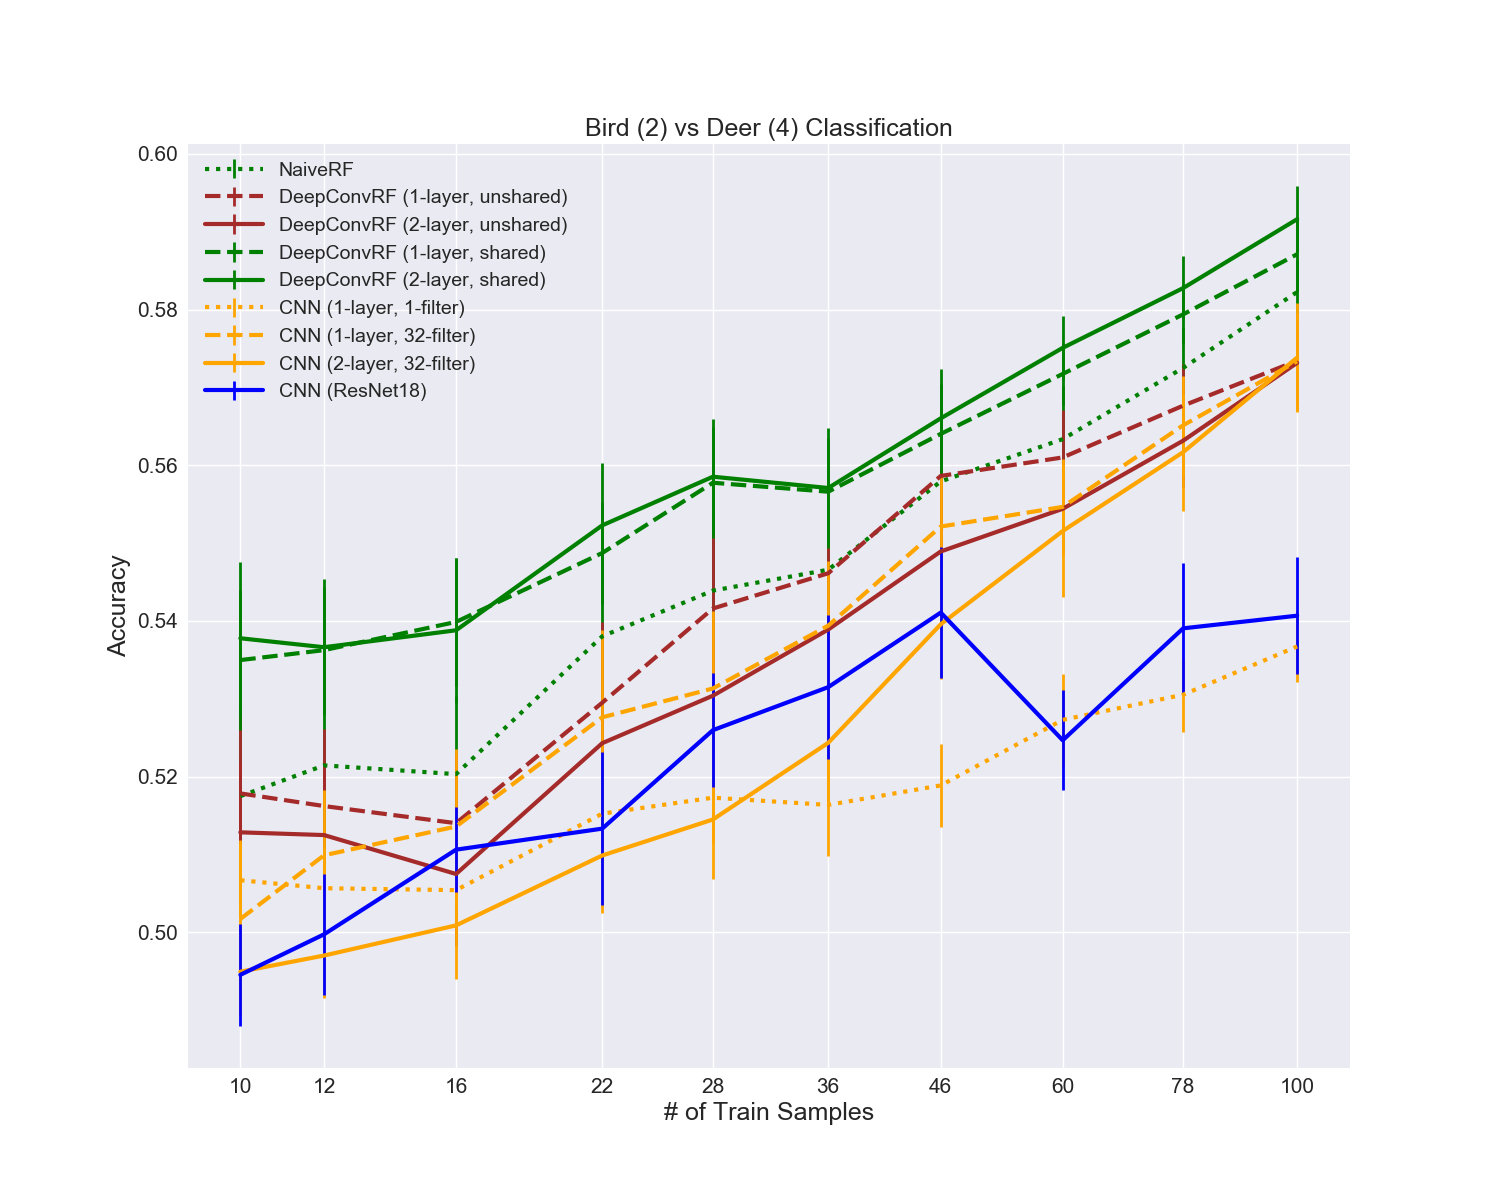 Bird (2) vs Deer (4) Classification
0.60
0.58
0.56
0.54
0.52
0.50
Accuracy
NaiveRF
DeepConvRF (1-layer, unshared)
DeepConvRF (2-layer, unshared)
DeepConvRF (1-layer, shared)
DeepConvRF (2-layer, shared)
CNN (1-layer, 1-filter)
CNN (1-layer, 32-filter)
CNN (2-layer, 32-filter)
CNN (ResNet18)
10 12 16 22 28 36 46 60 78 100
# of Train Samples